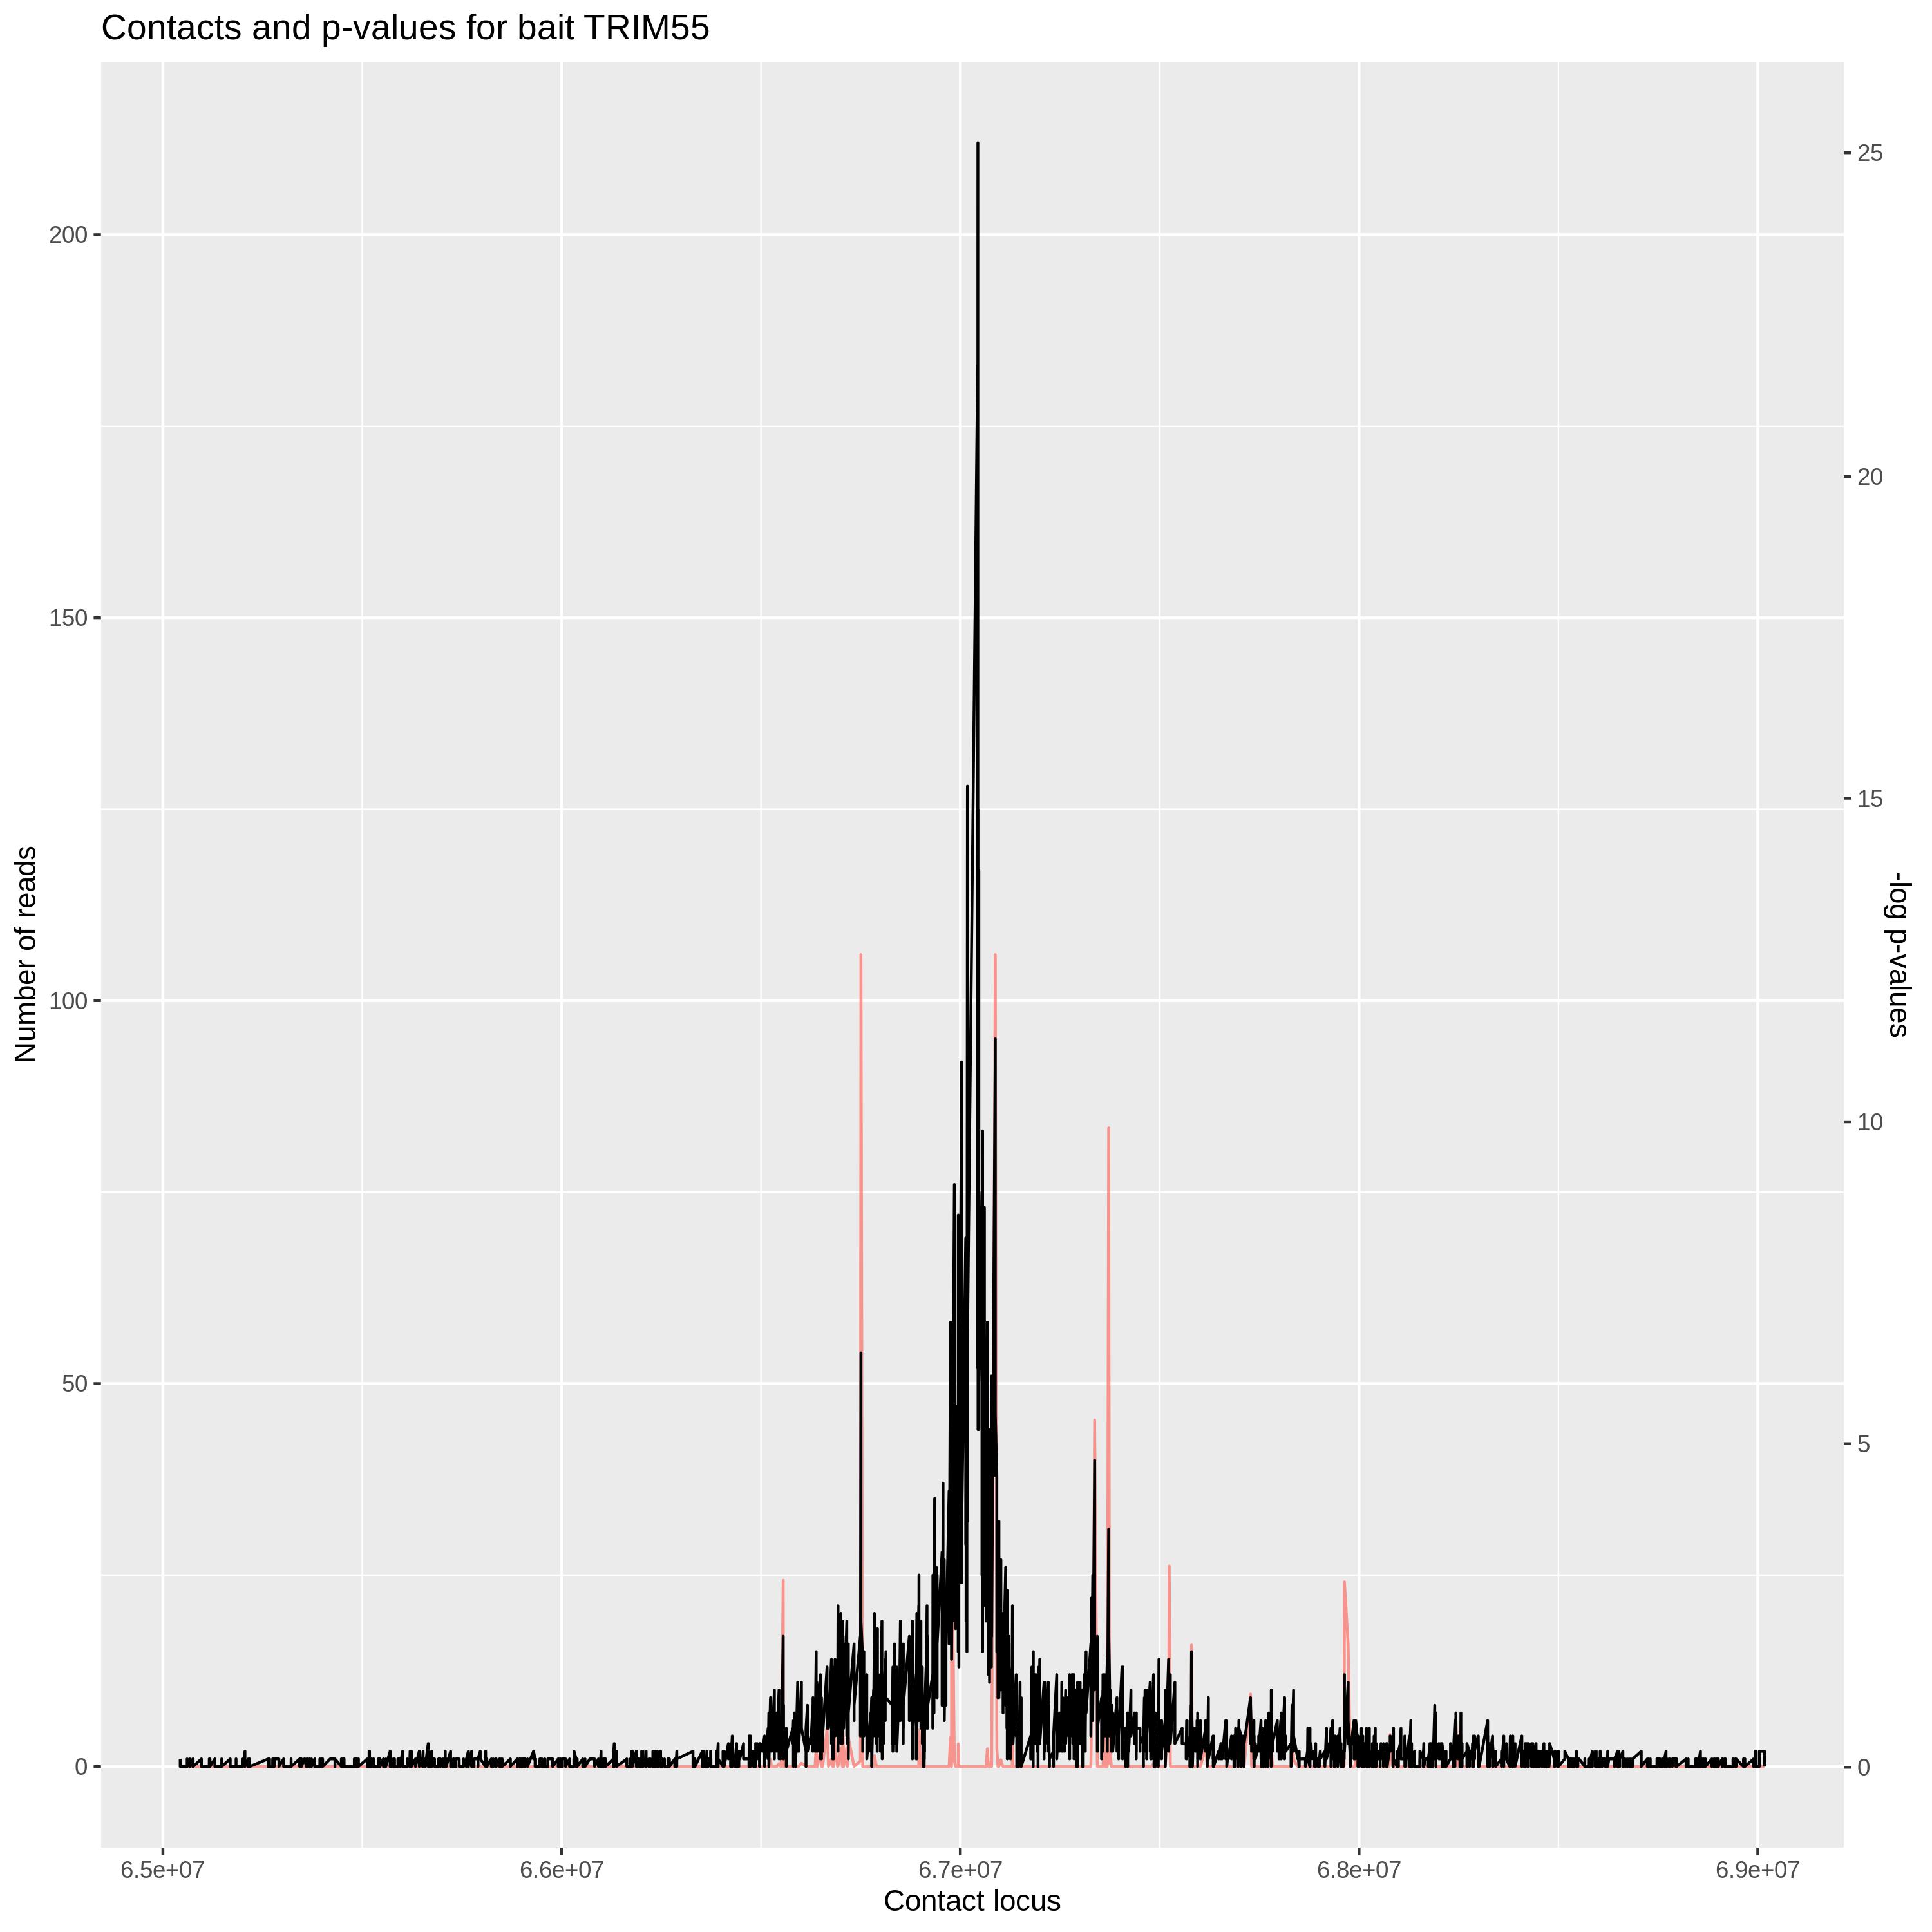 Contacts and p-values for bait TRIM55
Number of reads
200
150
100
50
0
25
20
15
10
5
0
-log p-values
6.5e+07
6.6e+07
6.7e+07
6.8e+07
6.9e+07
Contact locus